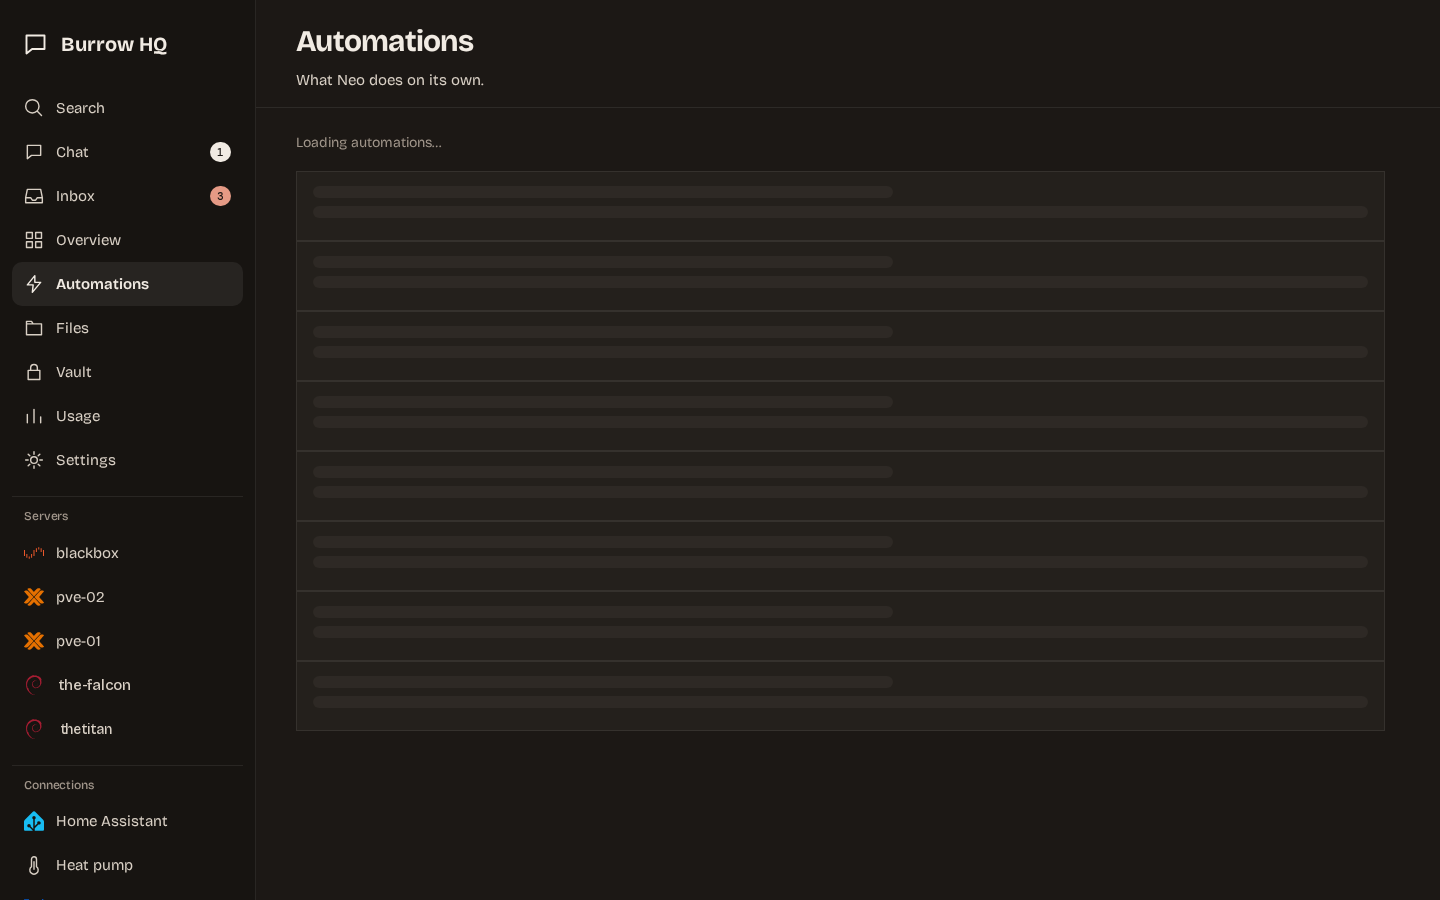 Burrow HQ
Search
Chat
1
Inbox
3
Overview
Automations
Files
Vault
Usage
Settings
Servers
blackbox
pve-02
pve-01
the-falcon
thetitan
Connections
Home Assistant
Heat pump
Automations
What Neo does on its own.
Loading automations...